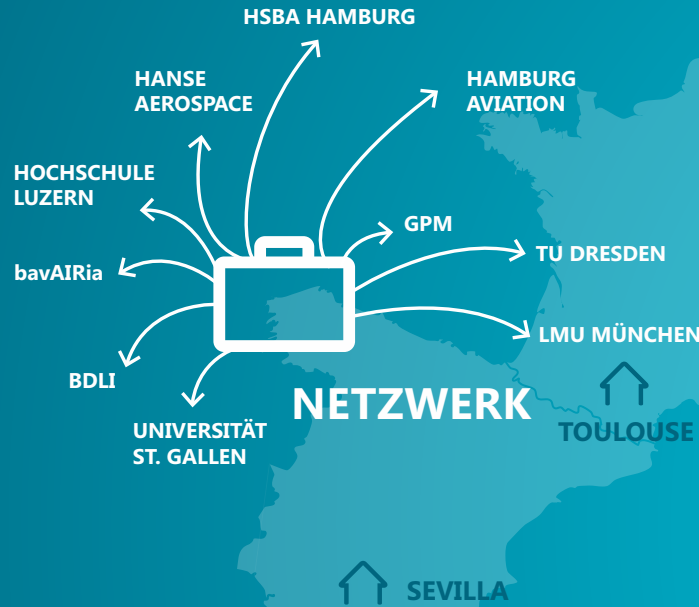 HSBA HAMBURG
HANSE
AEROSPACE
HAMBURG
AVIATION
HOCHSCHULE
LUZERN
GPM
bavAIRia
TU DRESDEN
LMU MÜNCHEN
BDLI
NETZWERK
UNIVERSITÄT
ST. GALLEN
TOULOUSE
SEVILLA